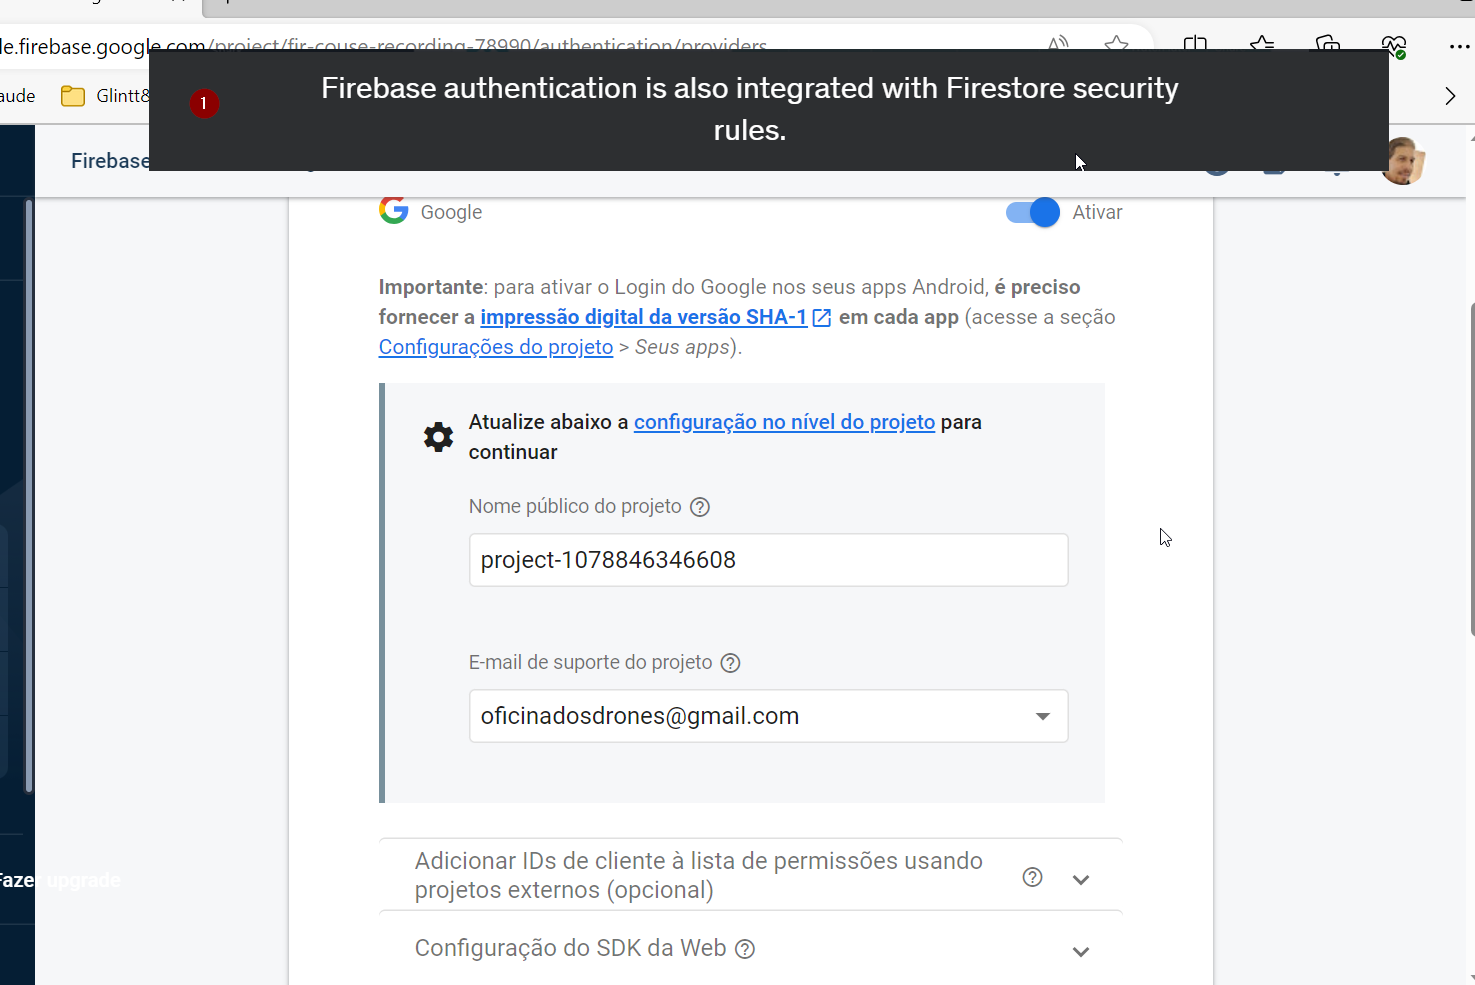 le.firebase.google.com/project/fir-couse-recording-78990/authentication/providers
aude
Glintt&
1
Firebase authentication is also integrated with Firestore security
rules.
Firebase
Google
Ativar
Importante: para ativar o Login do Google nos seus apps Android, é preciso
fornecer a impressão digital da versão SHA-1 em cada app (acesse a seção
Configurações do projeto > Seus apps).
Atualize abaixo a configuração no nível do projeto para
continuar
Nome público do projeto
project-1078846346608
E-mail de suporte do projeto
oficinadosdrones@gmail.com
Adicionar IDs de cliente à lista de permissões usando
projetos externos (opcional)
Fazer upgrade
Configuração do SDK da Web